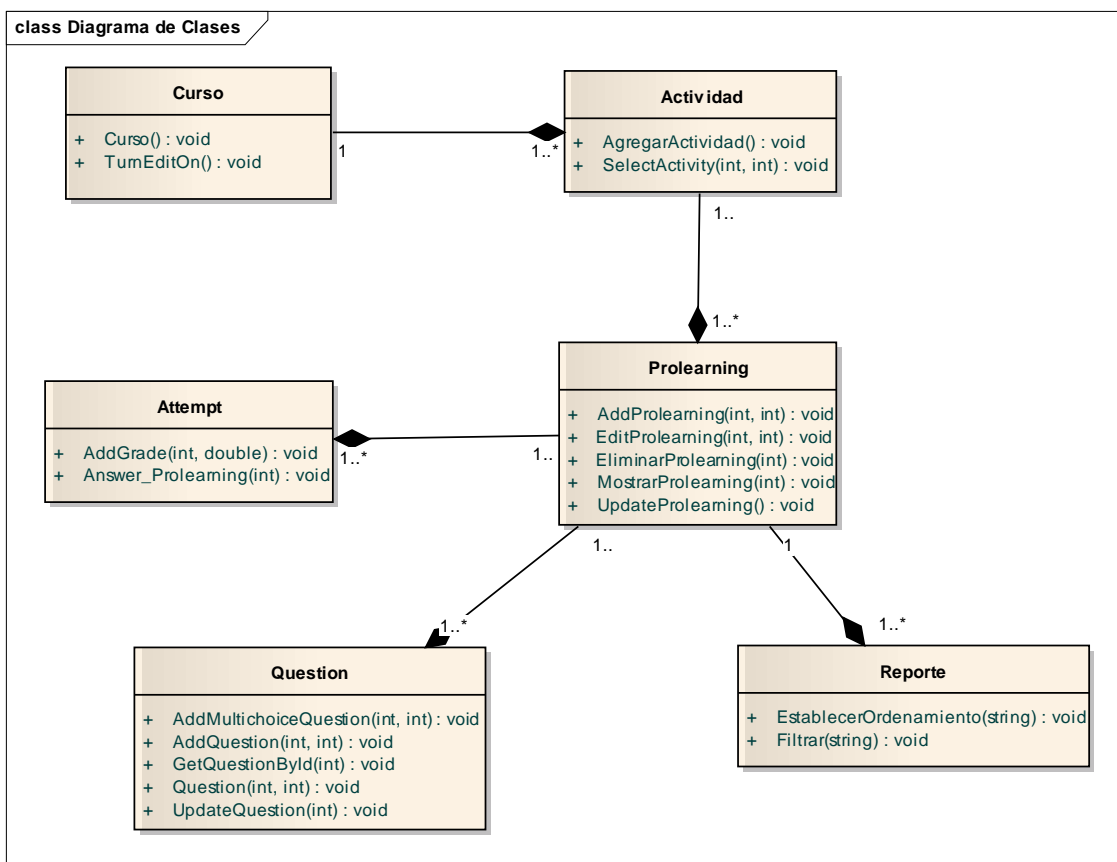 class Diagrama de Clases
Curso
+ Curso() : void
+ TurnEditOn() : void
1
1..*
Actividad
+ AgregarActividad() : void
+ SelectActivity(int, int) : void
1..
1..*
Prolearning
+ AddProlearning(int, int) : void
+ EditProlearning(int, int) : void
+ EliminarProlearning(int) : void
+ MostrarProlearning(int) : void
+ UpdateProlearning() : void
Attempt
+ AddGrade(int, double) : void
+ Answer_Prolearning(int) : void
1..*
1..
1..
1
1..*
1..*
Question
+ AddMultichoiceQuestion(int, int) : void
+ AddQuestion(int, int) : void
+ GetQuestionById(int) : void
+ Question(int, int) : void
+ UpdateQuestion(int) : void
Reporte
+ EstablecerOrdenamiento(string) : void
+ Filtrar(string) : void